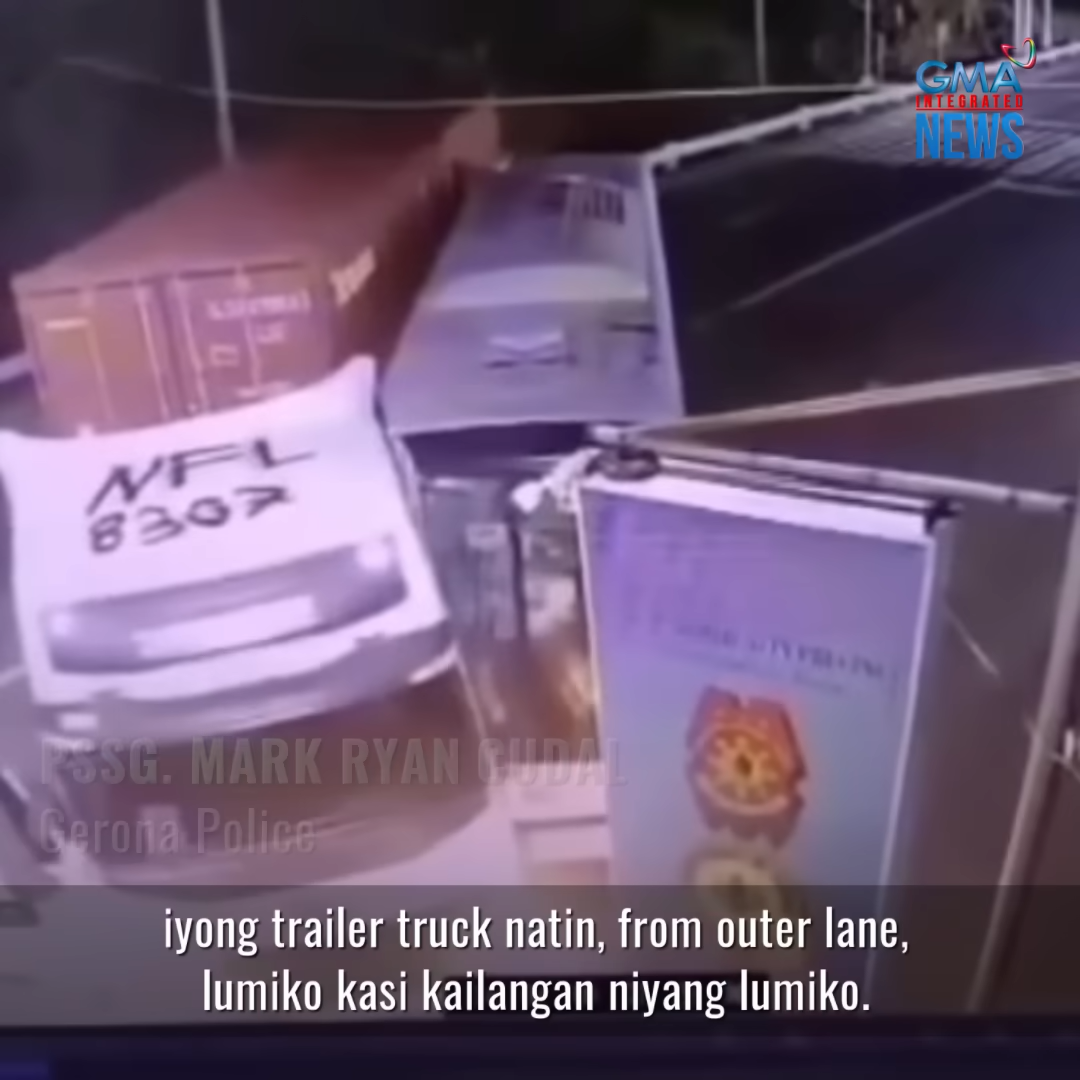 GMA
INTEGRATED
NEWS
NFL
8307
PSSG. MARK RYAN GUDAL
Gerona Police
iyong trailer truck natin, from outer lane,
lumiko kasi kailangan niyang lumiko.